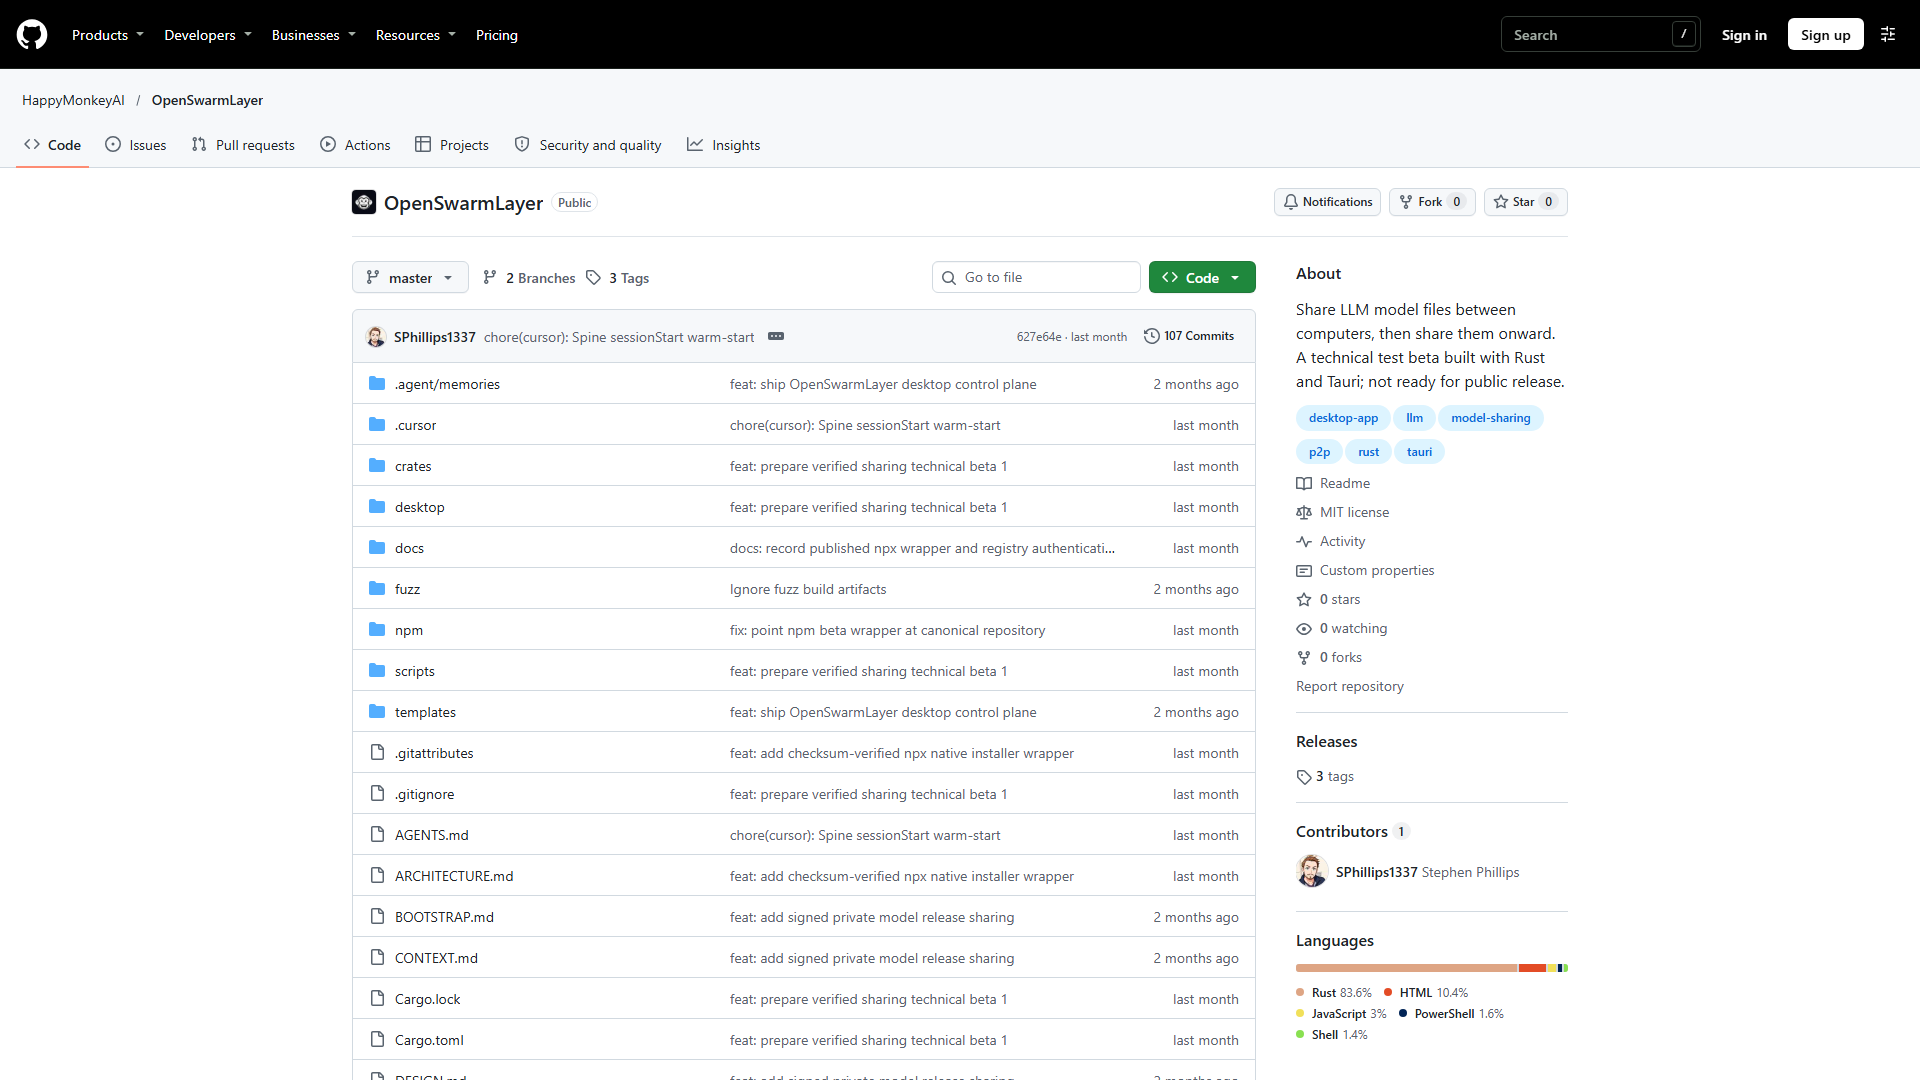 Products Developers Businesses Resources Pricing Search / Sign in Sign up
HappyMonkeyAI / OpenSwarmLayer
Code Issues Pull requests Actions Projects Security and quality Insights
OpenSwarmLayer Public Notifications Fork 0 Star 0
master 2 Branches 3 Tags Go to file Code
SPhillips1337 chore(cursor): Spine sessionStart warm-start 627e64e · last month 107 Commits
.agent/memories feat: ship OpenSwarmLayer desktop control plane 2 months ago
.cursor chore(cursor): Spine sessionStart warm-start last month
crates feat: prepare verified sharing technical beta 1 last month
desktop feat: prepare verified sharing technical beta 1 last month
docs docs: record published npx wrapper and registry authenticati... last month
fuzz Ignore fuzz build artifacts 2 months ago
npm fix: point npm beta wrapper at canonical repository last month
scripts feat: prepare verified sharing technical beta 1 last month
templates feat: ship OpenSwarmLayer desktop control plane 2 months ago
.gitattributes feat: add checksum-verified npx native installer wrapper last month
.gitignore feat: prepare verified sharing technical beta 1 last month
AGENTS.md chore(cursor): Spine sessionStart warm-start last month
ARCHITECTURE.md feat: add checksum-verified npx native installer wrapper last month
BOOTSTRAP.md feat: add signed private model release sharing 2 months ago
CONTEXT.md feat: add signed private model release sharing 2 months ago
Cargo.lock feat: prepare verified sharing technical beta 1 last month
Cargo.toml feat: prepare verified sharing technical beta 1 last month
DESIGN.md feat: add signed private model release sharing 2 months ago
About
Share LLM model files between
computers, then share them onward.
A technical test beta built with Rust
and Tauri; not ready for public release.
desktop-app llm model-sharing
p2p rust tauri
Readme
MIT license
Activity
Custom properties
0 stars
0 watching
0 forks
Report repository
Releases
3 tags
Contributors 1
SPhillips1337 Stephen Phillips
Languages
Rust 83.6% HTML 10.4%
JavaScript 3% PowerShell 1.6%
Shell 1.4%